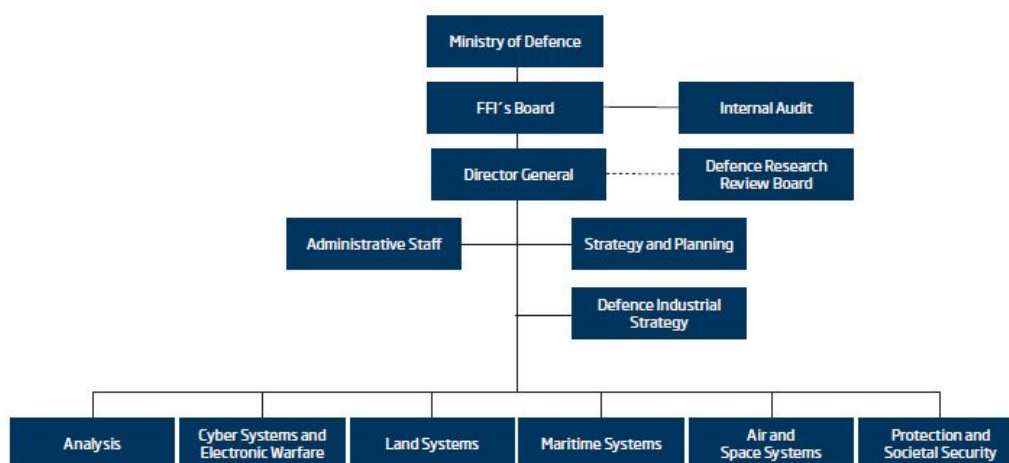 Ministry of Defence
FFI´s Board
Internal Audit
Director General
Defence Research
Review Board
Administrative Staff
Strategy and Planning
Defence Industrial
Strategy
Analysis
Cyber Systems and
Electronic Warfare
Land Systems
Maritime Systems
Air and
Space Systems
Protection and
Societal Security